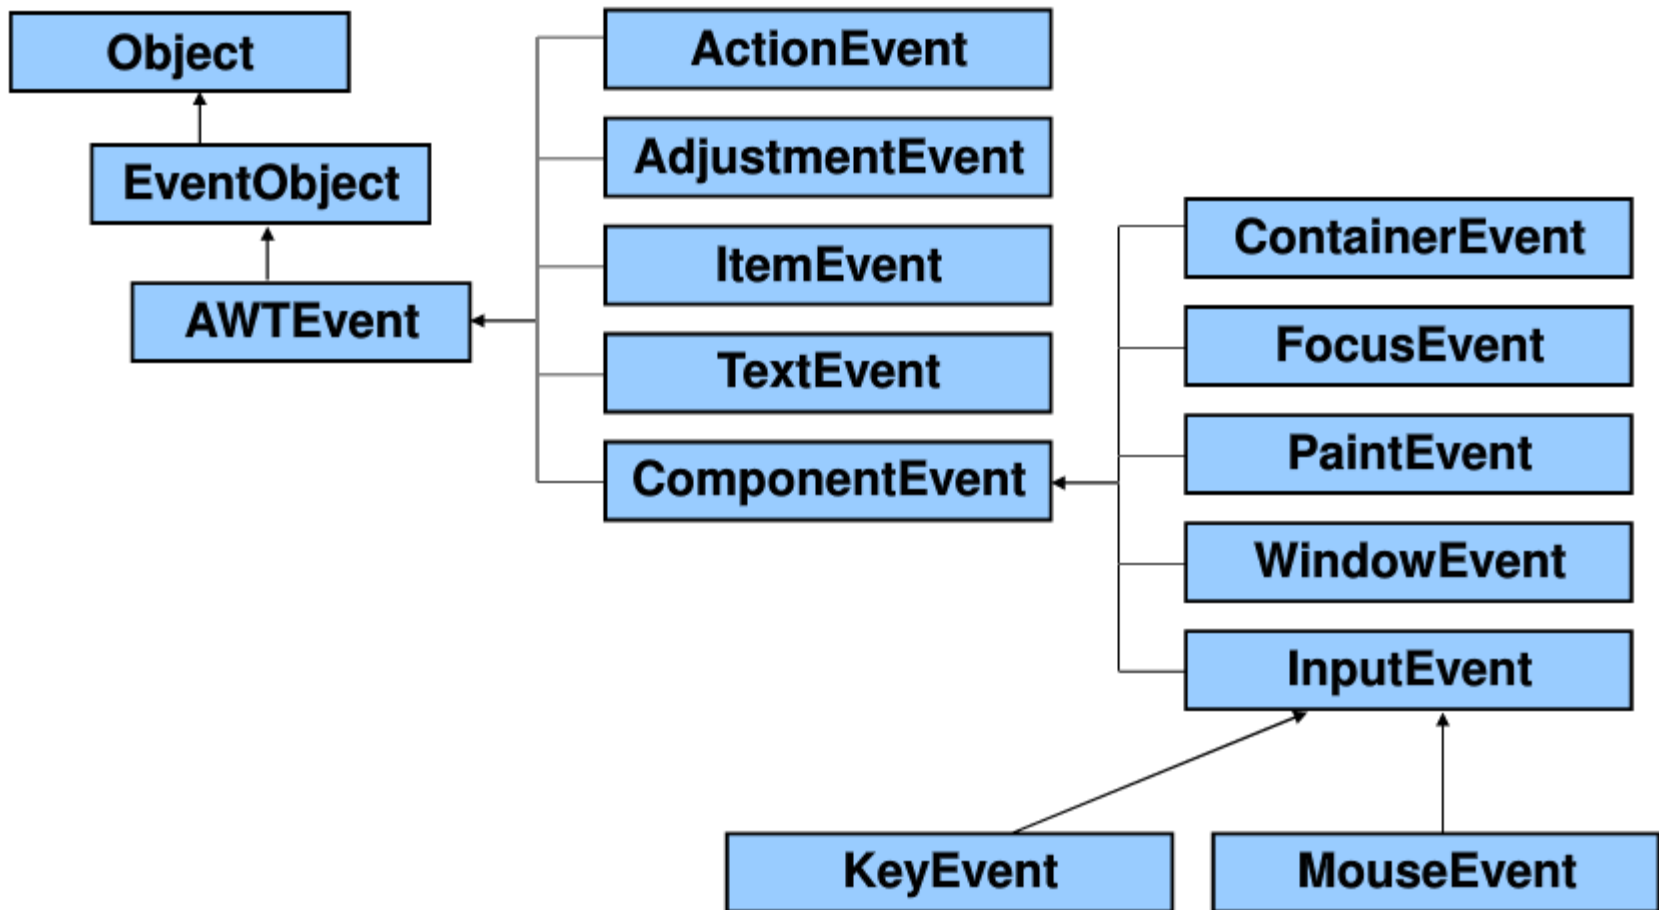 Object
EventObject
AWTEvent
ActionEvent
AdjustmentEvent
ItemEvent
TextEvent
ComponentEvent
ContainerEvent
FocusEvent
PaintEvent
WindowEvent
InputEvent
KeyEvent
MouseEvent